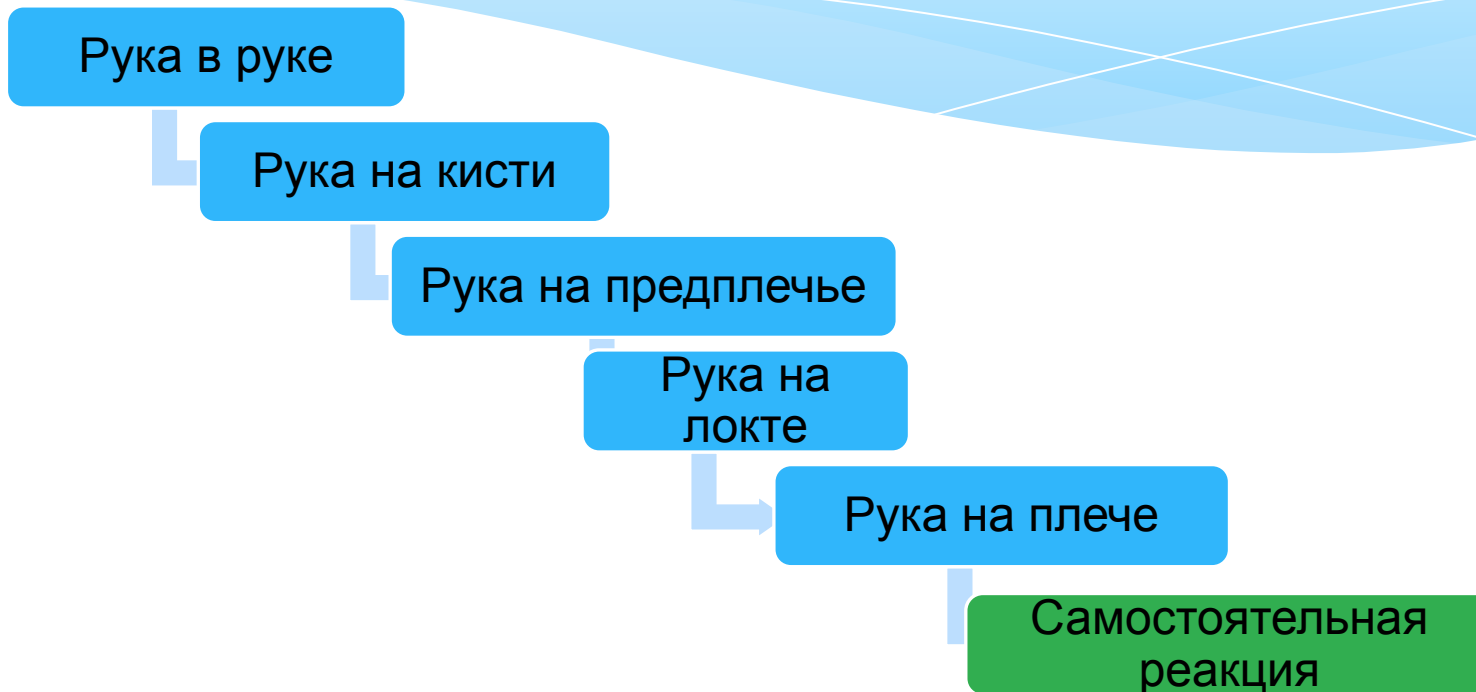 Рука в руке
Рука на кисти
Рука на предплечье
Рука на
локте
Рука на плече
Самостоятельная
реакция